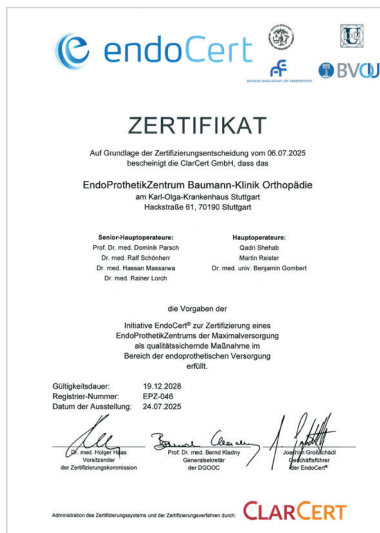 endoCert
BVOU
ZERTIFIKAT
Auf Grundlage der Zertifizierungsentscheidung vom 06.07.2025
bescheinigt die ClarCert GmbH, dass das
EndoProthetikZentrum Baumann-Klinik Orthopädie
am Karl-Olga-Krankenhaus Stuttgart
Hackstraße 61, 70190 Stuttgart
Senior-Hauptoperateure:
Prof. Dr. med. Dominik Parsch
Dr. med. Ralf Schönherr
Dr. med. Hassan Massarwa
Dr. med. Rainer Lorch
Hauptoperateure:
Qadri Shehab
Martin Reister
Dr. med. univ. Benjamin Gombert
die Vorgaben der
Initiative EndoCert® zur Zertifizierung eines
EndoProthetikZentrums der Maximalversorgung
als qualitätssichernde Maßnahme im
Bereich der endoprothetischen Versorgung
erfüllt.
Gültigkeitsdauer: 19.12.2028
Registrier-Nummer: EPZ-046
Datum der Ausstellung: 24.07.2025
Dr. med. Holger Haas
Vorsitzender
der Zertifizierungskommission
Prof. Dr. med. Bernd Kladny
Generalsekretär
der DGOOC
Joachim Großschädl
Geschäftsführer
der EndoCert®
Administration des Zertifizierungssystems und der Zertifizierungsverfahren durch:
CLARCERT